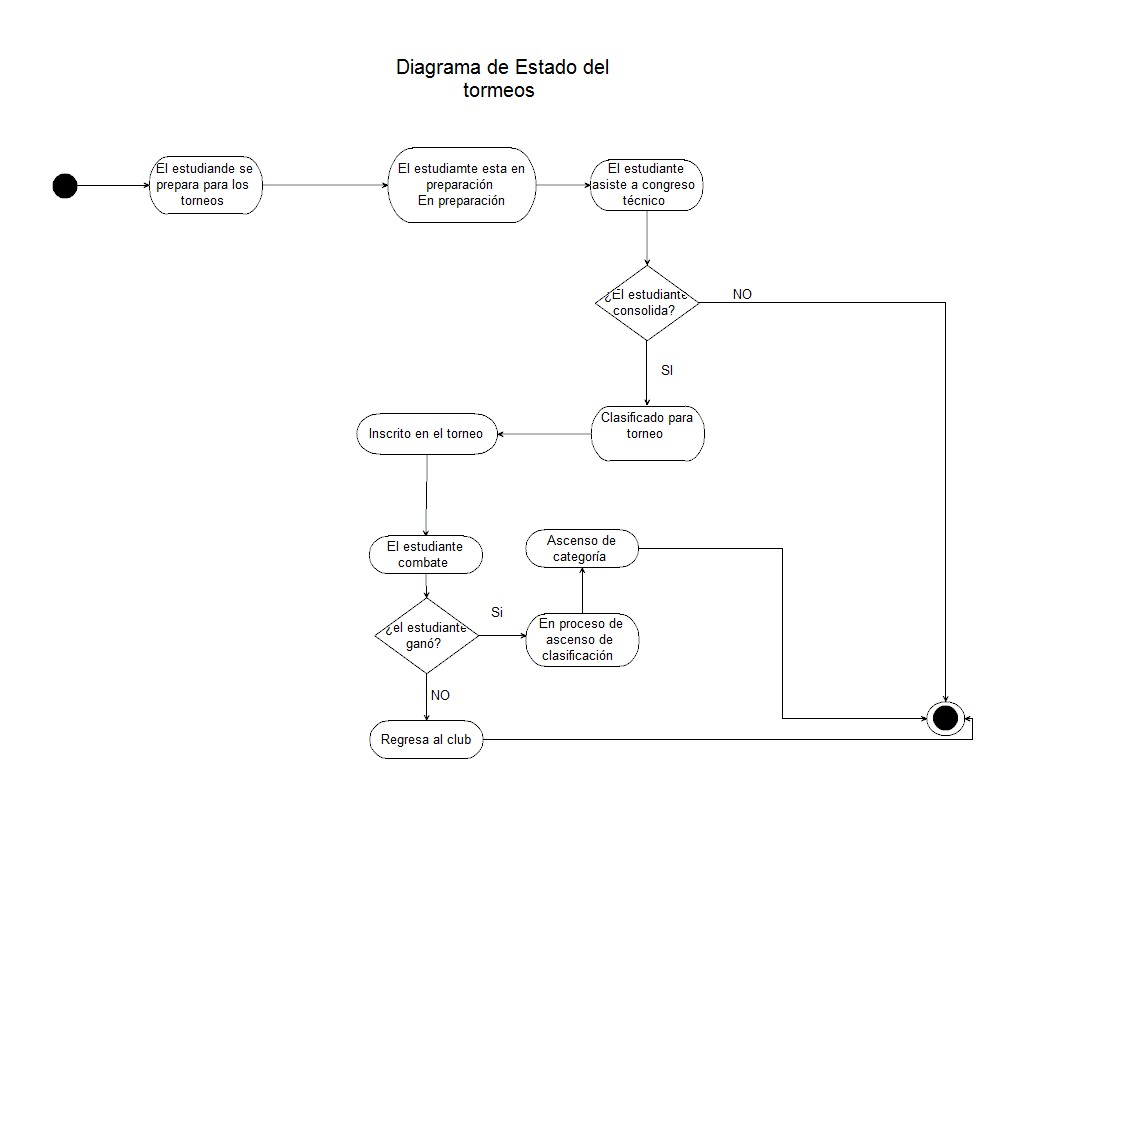 Diagrama de Estado del
tormeos
El estudiande se
prepara para los
torneos
El estudiamte esta en
preparación
En preparación
El estudiante
asiste a congreso
técnico
¿El estudiante
consolida?
NO
SI
Clasificado para
torneo
Inscrito en el torneo
El estudiante
combate
Ascenso de
categoría
¿el estudiante
ganó?
Si
En proceso de
ascenso de
clasificación
NO
Regresa al club